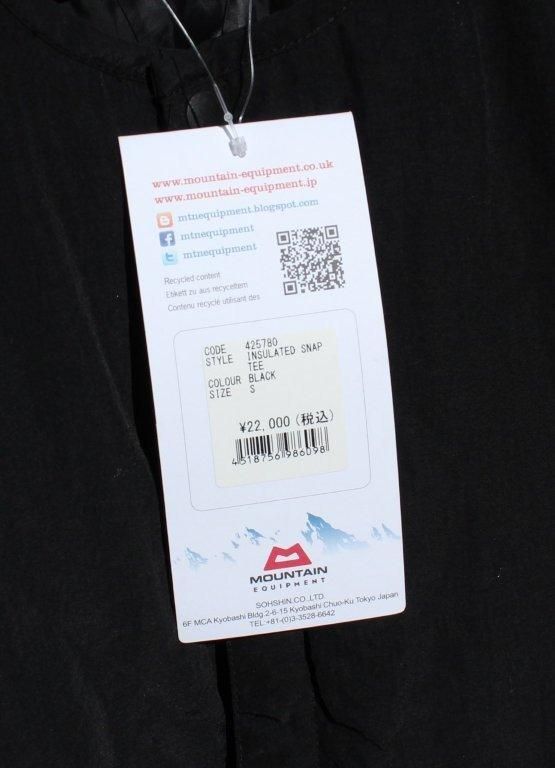 www.mountain-equipment.co.uk
www.mountain-equipment.jp
mtnequipment.blogspot.com
mtnequipment
mtnequipment
Recycled content
Etikett zu aus recyceltem
Contenu recyclé utilisant des
CODE 425780
STYLE INSULATED SNAP
TEE
COLOUR BLACK
SIZE S
¥22,000(税込)
4518756986098
MOUNTAIN
EQUIPMENT
SOHSHIN.CO.,LTD.
6F MCA Kyobashi Bldg.2-6-15 Kyobashi Chuo-Ku Tokyo Japan
TEL:+81-(0)3-3528-6642